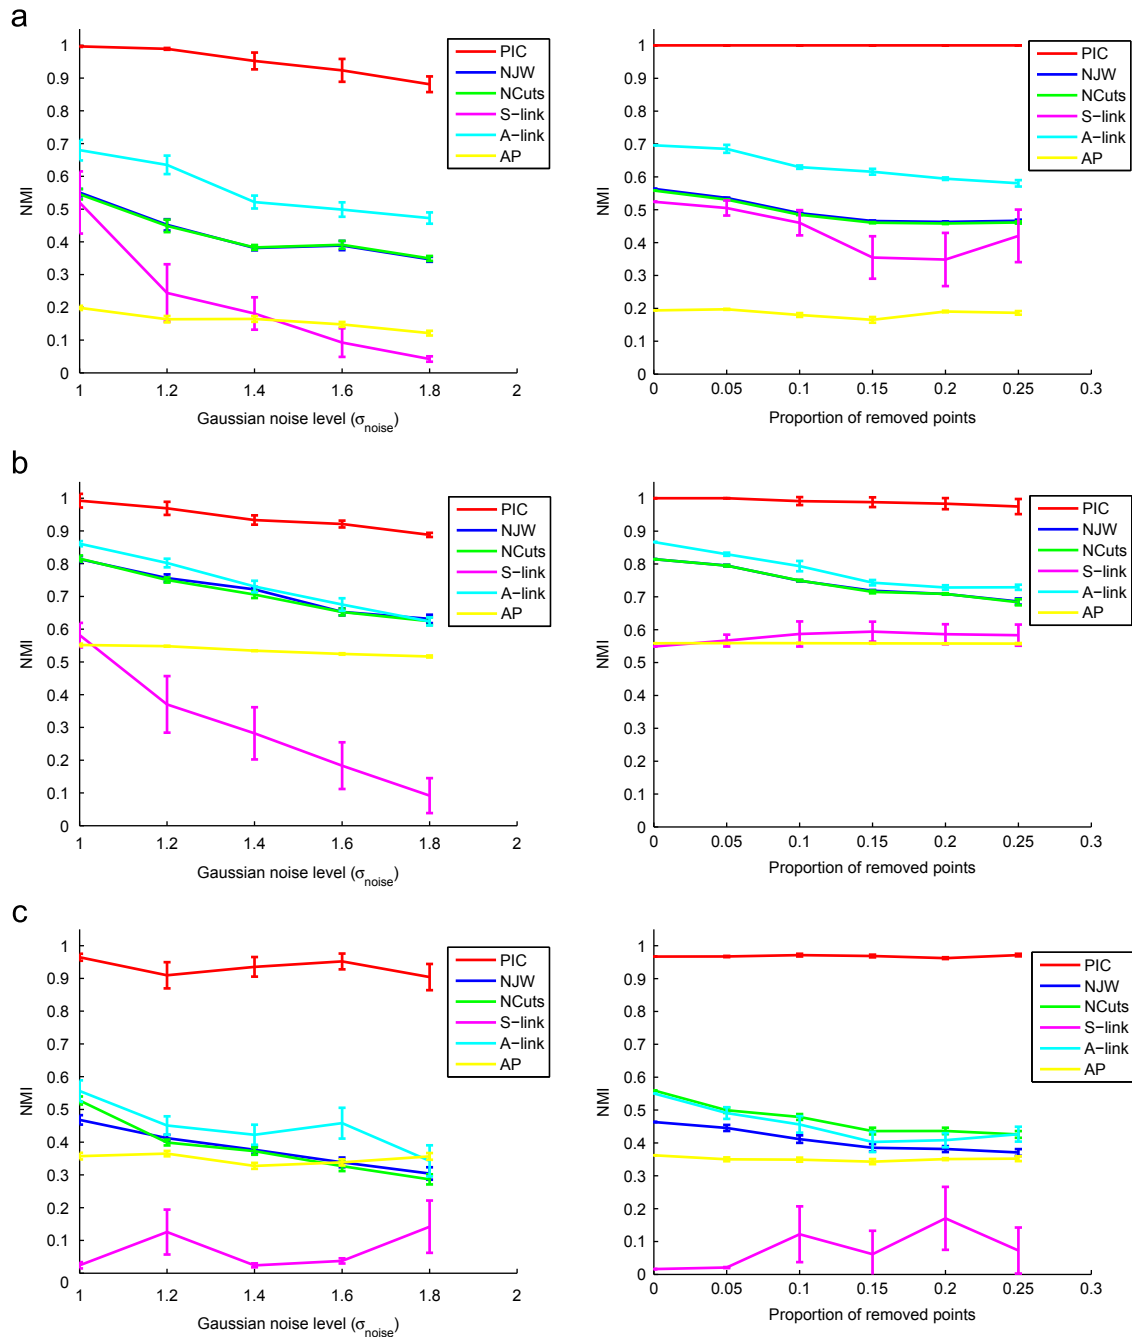 a
1
0.9
0.8
0.7
0.6
0.5
0.4
0.3
0.2
0.1
0
NMI
1
1.2
1.4
1.6
1.8
2
Gaussian noise level (σnoise)
PIC
NJW
NCuts
S−link
A−link
AP
1
0.9
0.8
0.7
0.6
0.5
0.4
0.3
0.2
0.1
0
NMI
0
0.05
0.1
0.15
0.2
0.25
0.3
Proportion of removed points
PIC
NJW
NCuts
S−link
A−link
AP
b
1
0.9
0.8
0.7
0.6
0.5
0.4
0.3
0.2
0.1
0
NMI
1
1.2
1.4
1.6
1.8
2
Gaussian noise level (σnoise)
PIC
NJW
NCuts
S−link
A−link
AP
1
0.9
0.8
0.7
0.6
0.5
0.4
0.3
0.2
0.1
0
NMI
0
0.05
0.1
0.15
0.2
0.25
0.3
Proportion of removed points
PIC
NJW
NCuts
S−link
A−link
AP
c
1
0.9
0.8
0.7
0.6
0.5
0.4
0.3
0.2
0.1
0
NMI
1
1.2
1.4
1.6
1.8
2
Gaussian noise level (σnoise)
PIC
NJW
NCuts
S−link
A−link
AP
1
0.9
0.8
0.7
0.6
0.5
0.4
0.3
0.2
0.1
0
NMI
0
0.05
0.1
0.15
0.2
0.25
0.3
Proportion of removed points
PIC
NJW
NCuts
S−link
A−link
AP